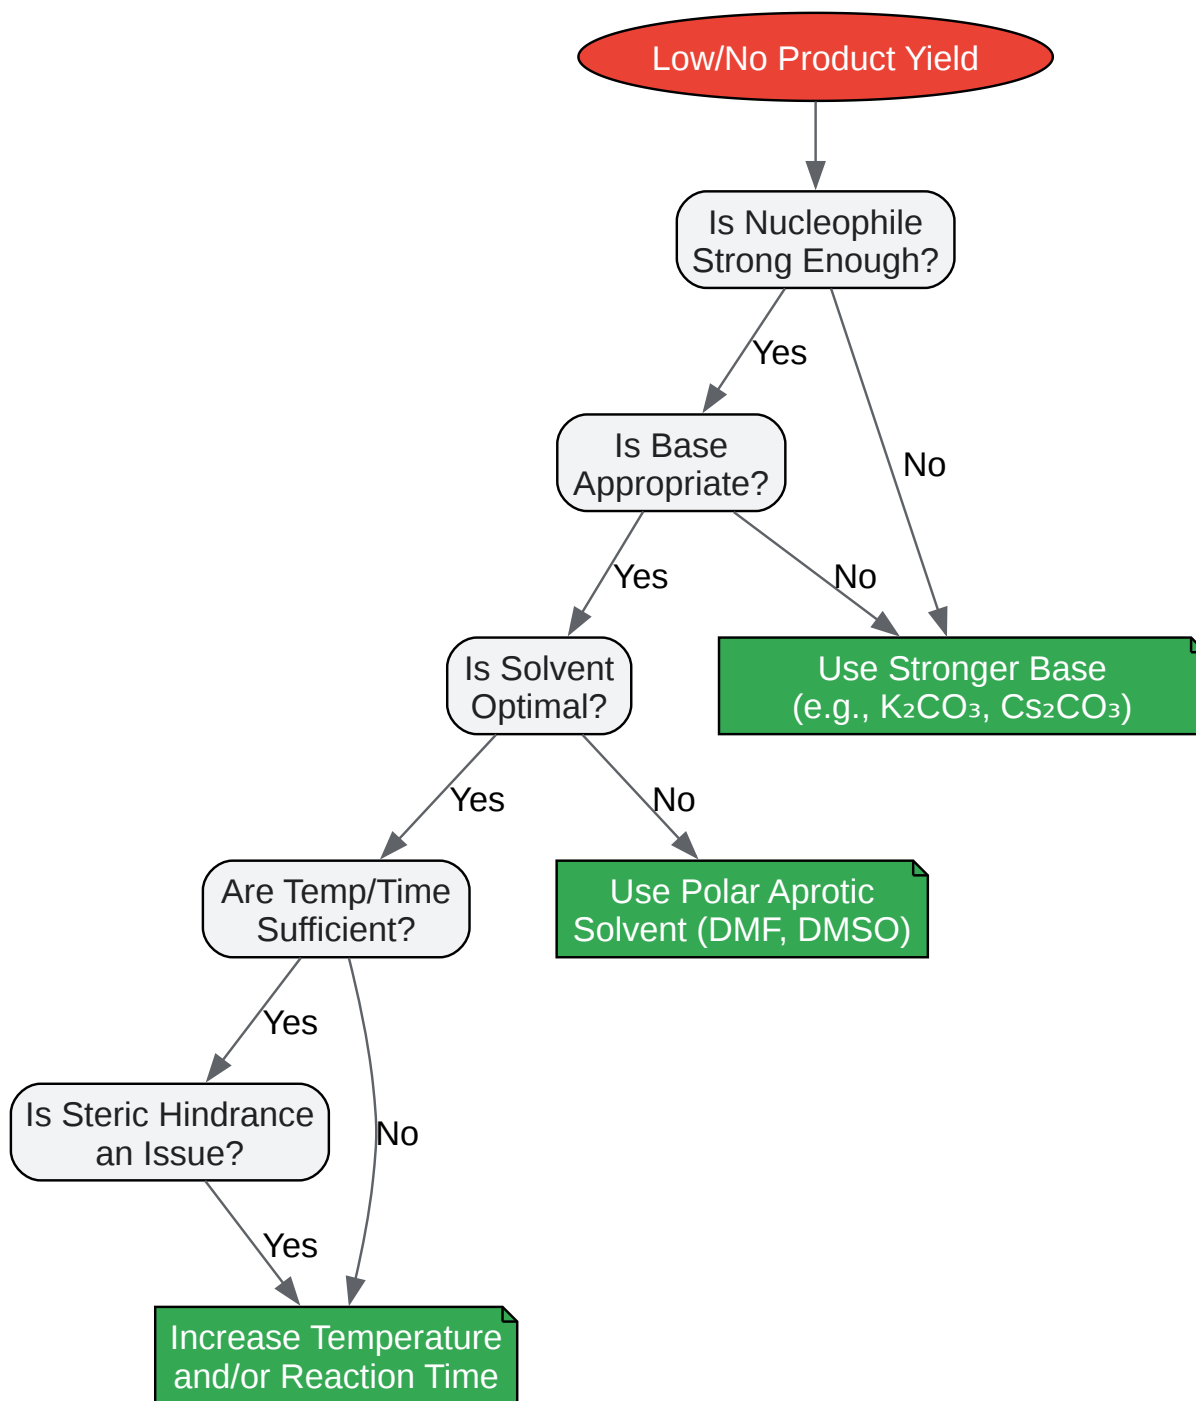 Low/No Product Yield
Is Nucleophile
Strong Enough?
Yes
No
Is Base
Appropriate?
Yes
No
Is Solvent
Optimal?
Use Stronger Base
(e.g., K₂CO₃, Cs₂CO₃)
Yes
No
Are Temp/Time
Sufficient?
Use Polar Aprotic
Solvent (DMF, DMSO)
Yes
No
Is Steric Hindrance
an Issue?
Yes
Increase Temperature
and/or Reaction Time